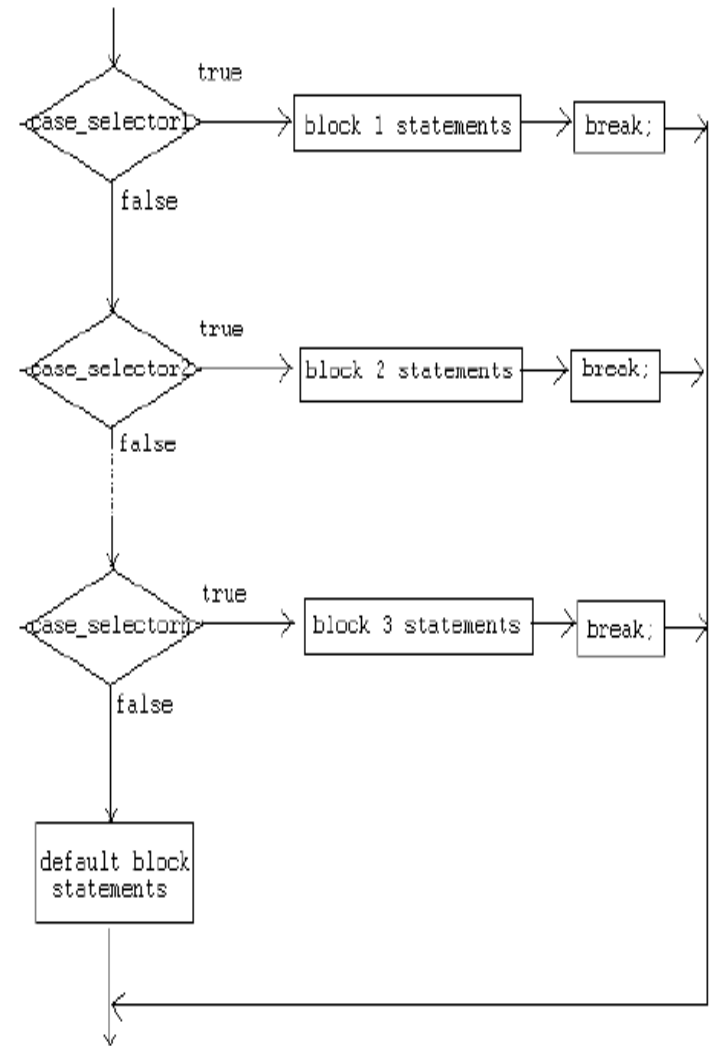 true
case_selector1
block 1 statements
break;
false
true
case_selector2
block 2 statements
break;
false
true
case_selectorn
block 3 statements
break;
false
default block
statements